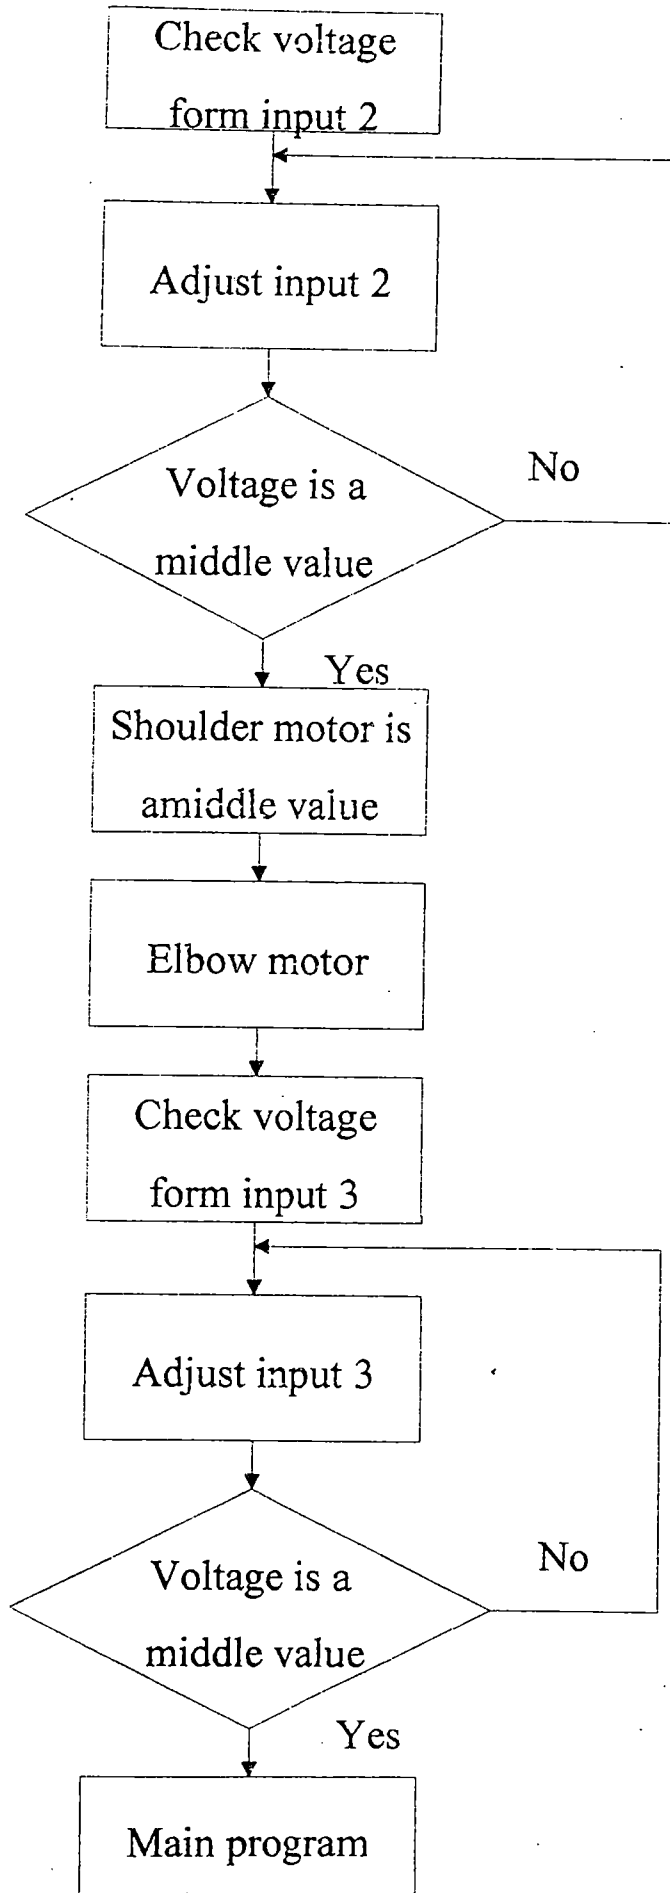 Check voltage
form input 2
Adjust input 2
No
Voltage is a
middle value
Yes
Shoulder motor is
amiddle value
Elbow motor
Check voltage
form input 3
Adjust input 3
No
Voltage is a
middle value
Yes
Main program